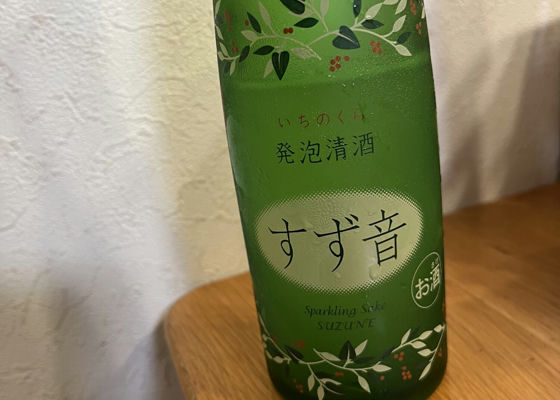 いちのくら
発泡清酒
すず音
お酒
Sparkling Sake
SUZUNE